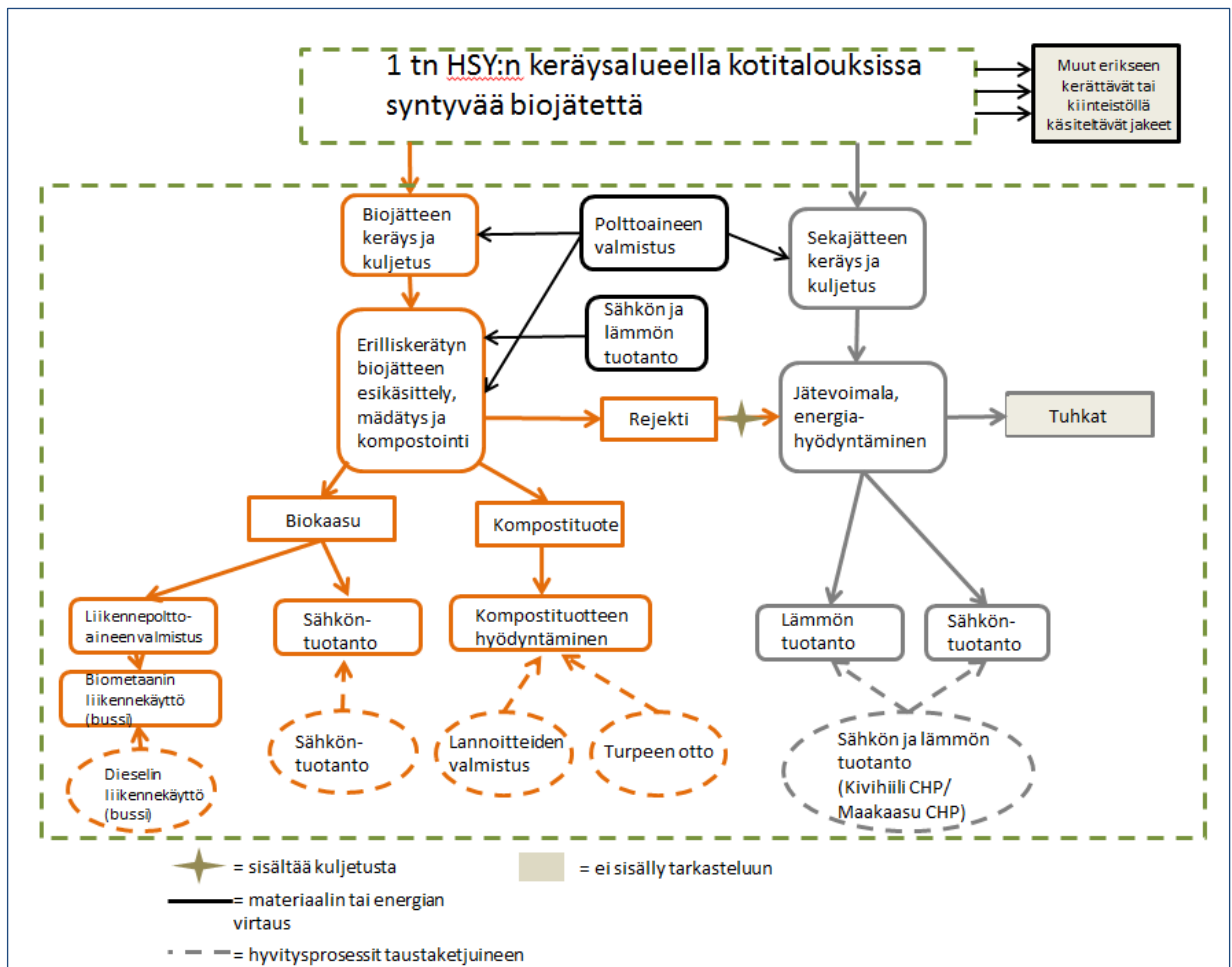 1 tn HSY:n keräysalueella kotitalouksissa
syntyvää biojätettä
Muut erikseen
kerättävät tai
kiinteistöllä
käsiteltävät jakeet
Biojätteen
keräys ja
kuljetus
Polttoaineen
valmistus
Sekajätteen
keräys ja
kuljetus
Sähkön ja
lämmön
tuotanto
Erilliskerätyn
biojätteen
esikäsittely,
mädätys ja
kompostointi
Rejekti
Jätevoimala,
energia-
hyödyntäminen
Tuhkat
Biokaasu
Kompostituote
Liikennepoltto-
aineen valmistus
Sähkön-
tuotanto
Kompostituotteen
hyödyntäminen
Lämmön
tuotanto
Sähkön-
tuotanto
Biometaanin
liikennekäyttö
(bussi)
Dieselin
liikennekäyttö
(bussi)
Sähkön-
tuotanto
Lannoitteiden
valmistus
Turpeen otto
Sähkön ja lämmön
tuotanto
(Kivihiili CHP/
Maakaasu CHP)
= sisältää kuljetusta
= ei sisälly tarkasteluun
= materiaalin tai energian
virtaus
= hyvitysprosessit taustaketjuineen